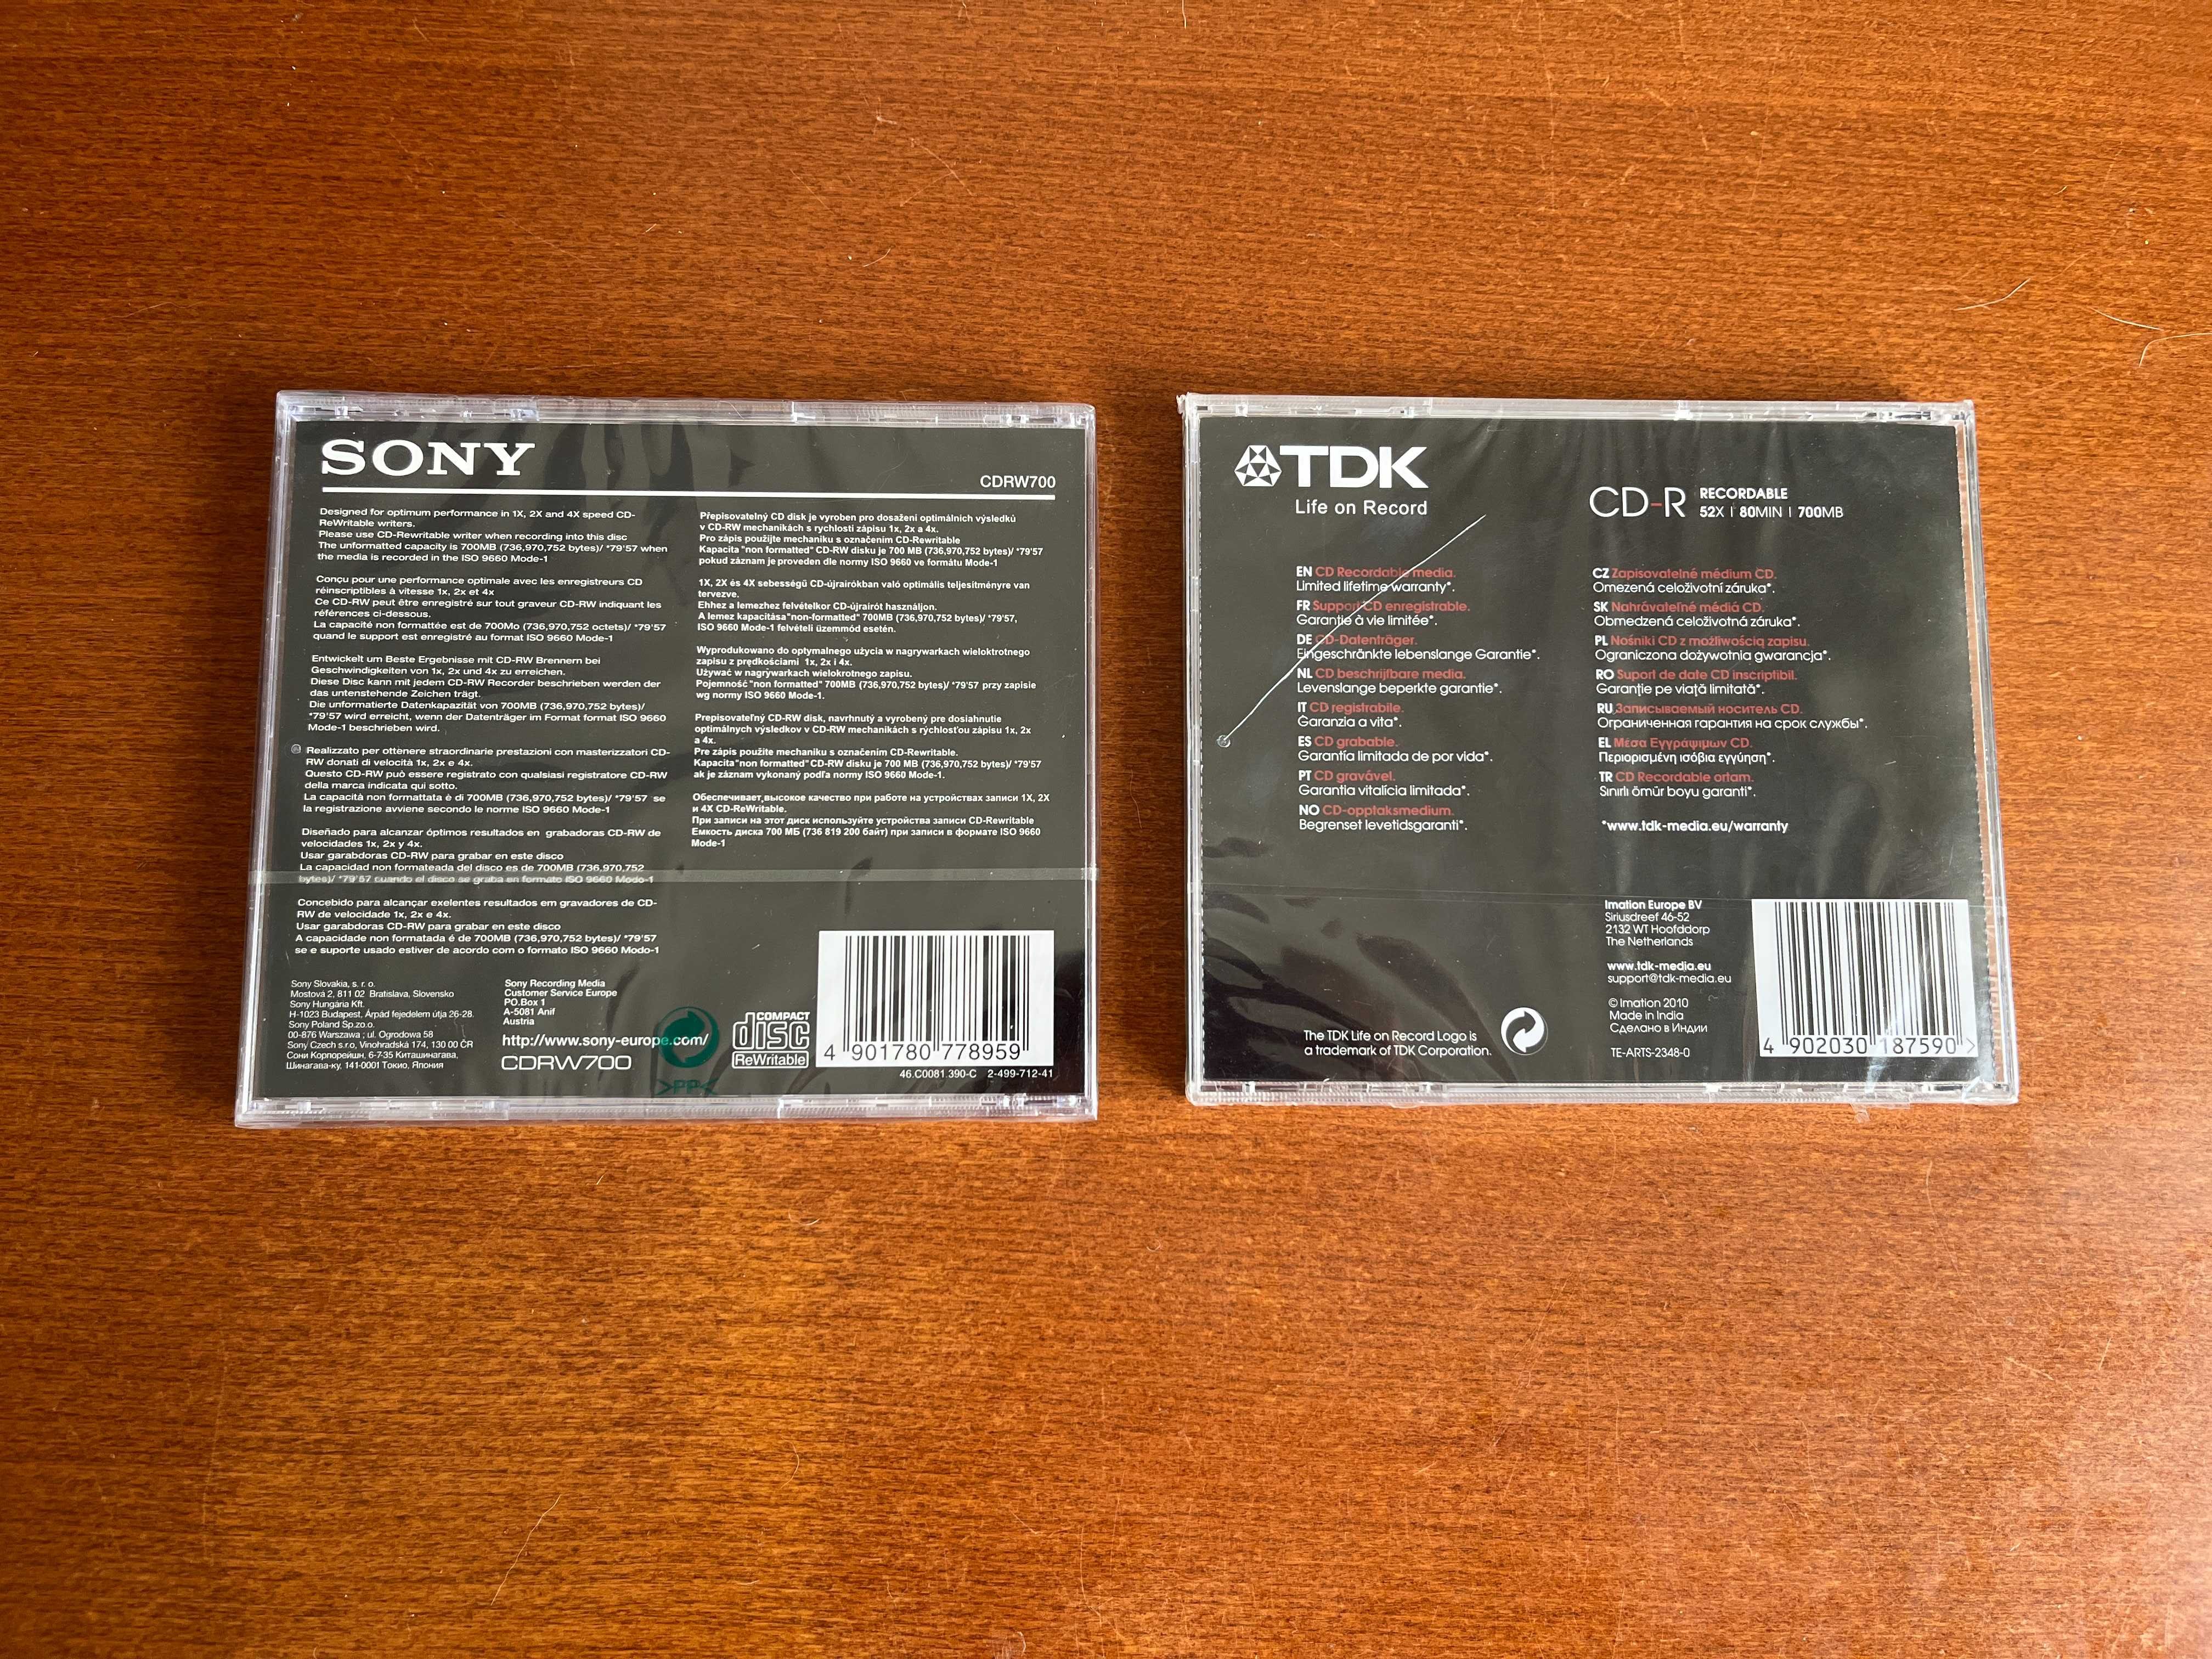 SONY
CDRW700
Designed for optimum performance in 1X, 2X and 4X speed CD-
ReWritable writers.
Please use CD-Rewritable writer when recording into this disc
The unformatted capacity is 700MB (736,970,752 bytes)/ *79'57 when
the media is recorded in the ISO 9660 Mode-1
Conçu pour une performance optimale avec les enregistreurs CD
réinscriptibles à vitesse 1x, 2x et 4x
Ce CD-RW peut être enregistré sur tout graveur CD-RW indiquant les
références ci-dessous.
La capacité non formattée est de 700Mo (736,970,752 octets)/ *79'57
quand le support est enregistré au format ISO 9660 Mode-1
Entwickelt um Beste Ergebnisse mit CD-RW Brennern bei
Geschwindigkeiten von 1x, 2x und 4x zu erreichen.
Diese Disc kann mit jedem CD-RW Recorder beschrieben werden der
das untenstehende Zeichen trägt.
Die unformatierte Datenkapazität von 700MB (736,970,752 bytes)/
*79'57 wird erreicht, wenn der Datenträger im Format format ISO 9660
Mode-1 beschrieben wird.
Realizzato per ottenere straordinarie prestazioni con masterizzatori CD-
RW donati di velocità 1x, 2x e 4x.
Questo CD-RW può essere registrato con qualsiasi registratore CD-RW
della marca indicata qui sotto.
La capacità non formattata è di 700MB (736,970,752 bytes)/ *79'57 se
la registrazione avviene secondo le norme ISO 9660 Mode-1
Diseñado para alcanzar óptimos resultados en grabadoras CD-RW de
velocidades 1x, 2x y 4x.
Usar garabdoras CD-RW para grabar en este disco
La capacidad non formateada del disco es de 700MB (736,970,752
bytes)/ *79'57 cuando el disco se graba en formato ISO 9660 Modo-1
Concebido para alcançar exelentes resultados em gravadores de CD-
RW de velocidade 1x, 2x e 4x.
Usar garabdoras CD-RW para grabar en este disco
A capacidade non formatada é de 700MB (736,970,752 bytes)/ *79'57
se e suporte usado estiver de acordo com o formato ISO 9660 Modo-1
Přepisovatelný CD disk je vyroben pro dosažení optimálních výsledků
v CD-RW mechanikách s rychlostí zápisu 1x, 2x a 4x.
Pro zápis použijte mechaniku s označením CD-Rewritable
Kapacita "non formatted" CD-RW disku je 700 MB (736,970,752 bytes)/ *79'57
pokud záznam je proveden dle normy ISO 9660 ve formátu Mode-1
1X, 2X és 4X sebességű CD-újraírókban való optimális teljesítményre van
tervezve.
Ehhez a lemezhez felvételkor CD-újraírót használjon.
A lemez kapacitása"non-formatted" 700MB (736,970,752 bytes)/ *79'57,
ISO 9660 Mode-1 felvételi üzemmód esetén.
Wyprodukowano do optymalnego użycia w nagrywarkach wieloktrotnego
zapisu z prędkościami 1x, 2x i 4x.
Używać w nagrywarkach wielokrotnego zapisu.
Pojemność "non formatted" 700MB (736,970,752 bytes)/ *79'57 przy zapisie
wg normy ISO 9660 Mode-1.
Prepisovateľný CD-RW disk, navrhnutý a vyrobený pre dosiahnutie
optimálnych výsledkov v CD-RW mechanikách s rýchlosťou zápisu 1x, 2x
a 4x.
Pre zápis použite mechaniku s označením CD-Rewritable.
Kapacita"non formatted"CD-RW disku je 700 MB (736,970,752 bytes)/ *79'57
ak je záznam vykonaný podľa normy ISO 9660 Mode-1.
Обеспечивает высокое качество при работе на устройствах записи 1X, 2X
и 4X CD-ReWritable.
При записи на этот диск используйте устройства записи CD-Rewritable
Емкость диска 700 МБ (736 819 200 байт) при записи в формате ISO 9660
Mode-1
Sony Slovakia, s. r. o.
Mostová 2, 811 02 Bratislava, Slovensko
Sony Hungária Kft.
H-1023 Budapest, Árpád fejedelem útja 26-28.
Sony Poland Sp.zo.o.
00-876 Warszawa ; ul. Ogrodowa 58
Sony Czech s.r.o, Vinohradská 174, 130 00 ČR
Сони Корпорейшн, 6-7-35 Киташинагава,
Шинагава-ку, 141-0001 Токио, Япония
Sony Recording Media
Customer Service Europe
PO.Box 1
A-5081 Anif
Austria
http://www.sony-europe.com/
CDRW700
>PP<
COMPACT
disc
ReWritable
4 901780 778959
46.C0081.390-C 2-499-712-41
TDK
Life on Record
CD-R RECORDABLE
52X | 80MIN | 700MB
EN CD Recordable media.
Limited lifetime warranty*.
FR Support CD enregistrable.
Garantie à vie limitée*.
DE CD-Datenträger.
Eingeschränkte lebenslange Garantie*.
NL CD beschrijfbare media.
Levenslange beperkte garantie*.
IT CD registrabile.
Garanzia a vita*.
ES CD grabable.
Garantía limitada de por vida*.
PT CD gravável.
Garantia vitalícia limitada*.
NO CD-opptaksmedium.
Begrenset levetidsgaranti*.
CZ Zapisovatelné médium CD.
Omezená celoživotní záruka*.
SK Nahrávateľné médiá CD.
Obmedzená celoživotná záruka*.
PL Nośniki CD z możliwością zapisu.
Ograniczona dożywotnia gwarancja*.
RO Suport de date CD inscriptibil.
Garanţie pe viaţă limitată*.
RU Записываемый носитель CD.
Ограниченная гарантия на срок службы*.
EL Μέσα Εγγράψιμων CD.
Περιορισμένη ισόβια εγγύηση*.
TR CD Recordable ortam.
Sınırlı ömür boyu garanti*.
*www.tdk-media.eu/warranty
Imation Europe BV
Siriusdreef 46-52
2132 WT Hoofddorp
The Netherlands
www.tdk-media.eu
support@tdk-media.eu
© Imation 2010
Made in India
Сделано в Индии
TE-ARTS-2348-0
The TDK Life on Record Logo is
a trademark of TDK Corporation.
4 902030 187590 >